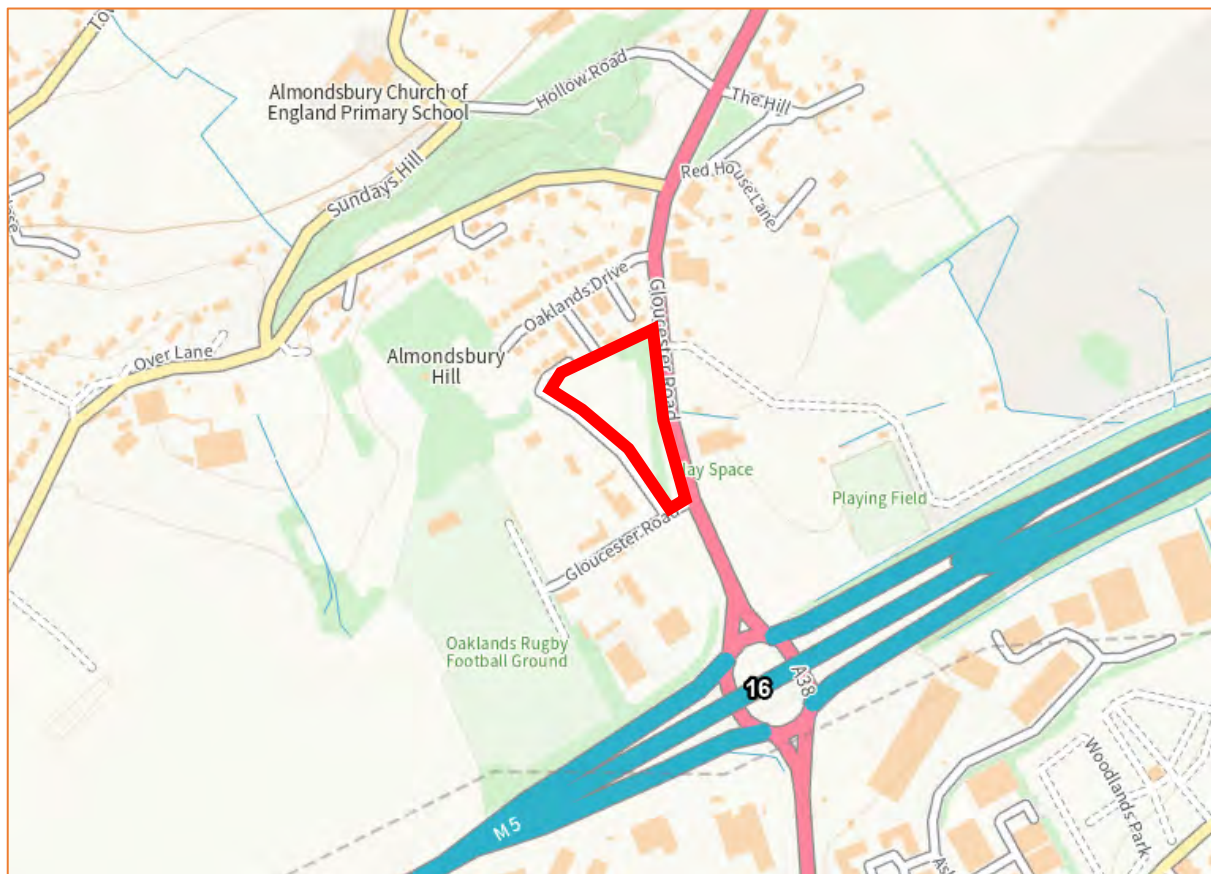 Almondsbury Church of
England Primary School
Hollow Road
The Hill
Sundays Hill
Red House Lane
Oaklands Drive
Gloucester Road
Over Lane
Almondsbury
Hill
lay Space
Playing Field
Gloucester Road
Oaklands Rugby
Football Ground
16
A38
M5
Woodlands Park